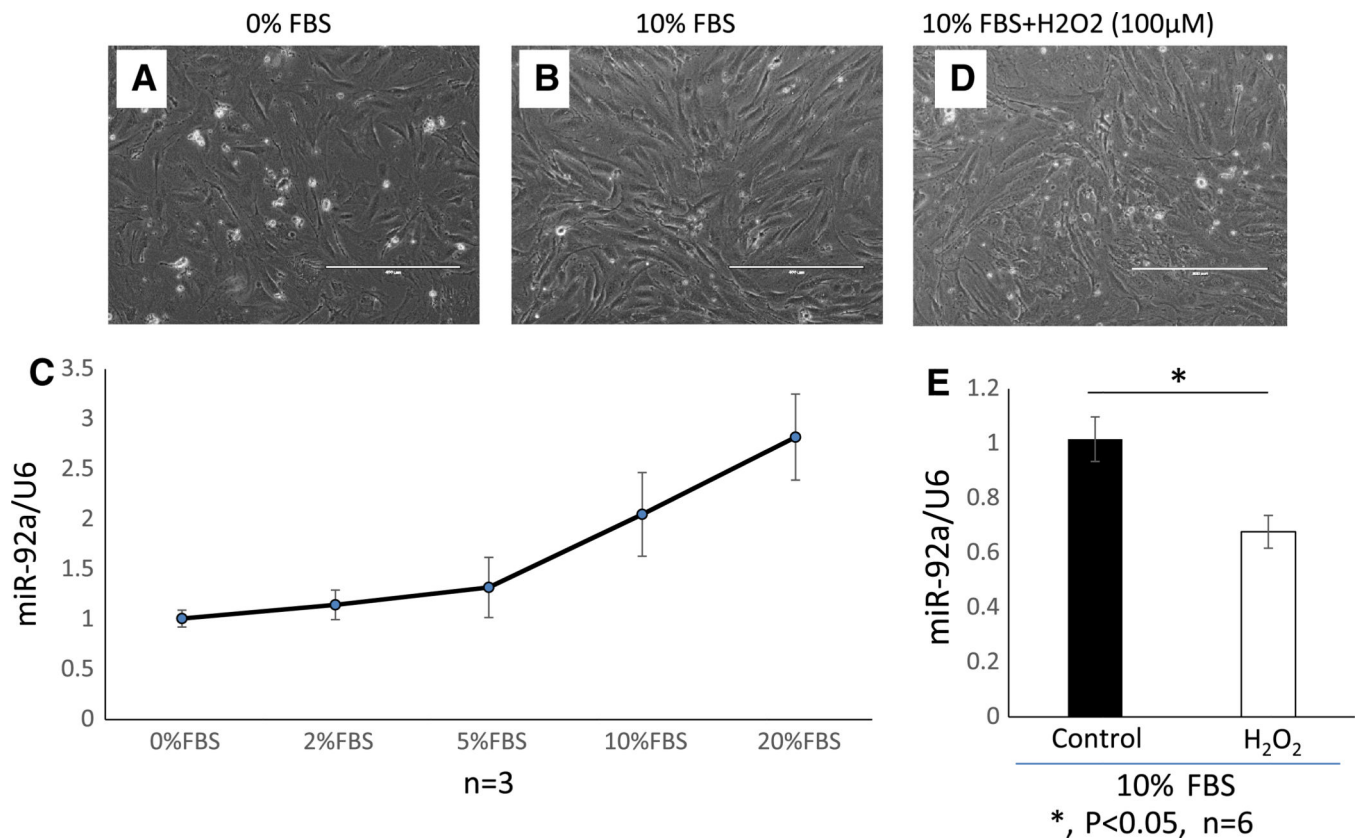 0% FBS
10% FBS
10% FBS+H2O2 (100μM)
A
B
D
C
3.5
3
2.5
2
1.5
1
0.5
0
miR-92a/U6
0%FBS
2%FBS
5%FBS
10%FBS
20%FBS
n=3
E
1.2
1
0.8
0.6
0.4
0.2
0
miR-92a/U6
*
Control
H₂O₂
10% FBS
*, P<0.05, n=6